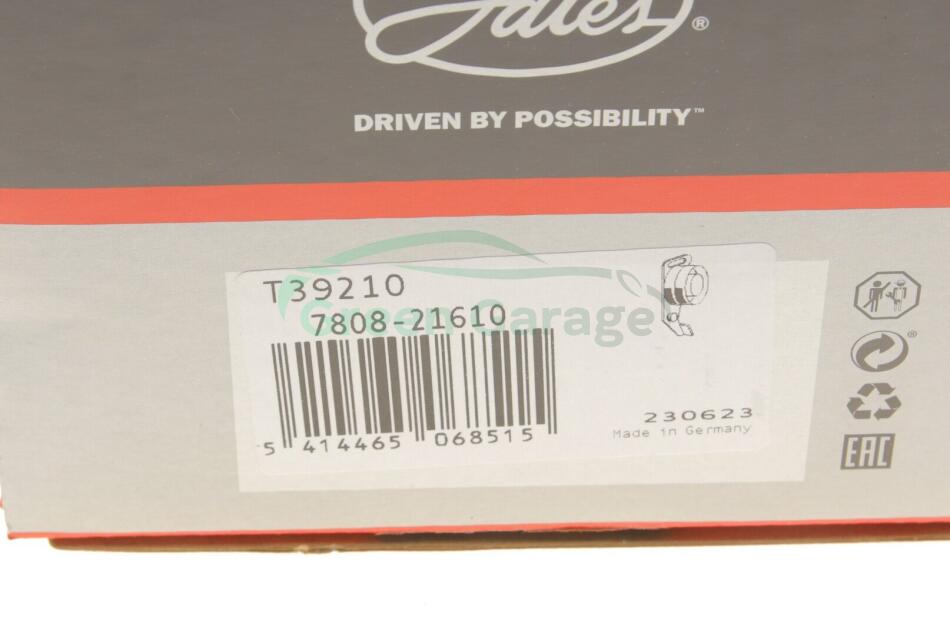 Gates®
DRIVEN BY POSSIBILITY™
T39210
7808-21610
Green Garage
5 414465 068515
230623
Made in Germany
®
EAC